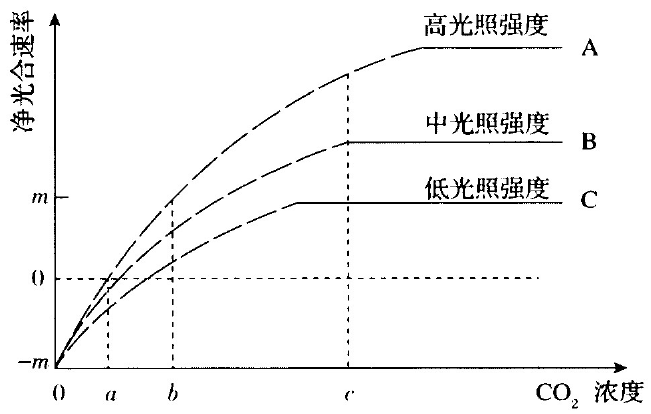 净光合速率
高光照强度 A
中光照强度 B
低光照强度 C
m
0
-m
0 a b c CO₂ 浓度